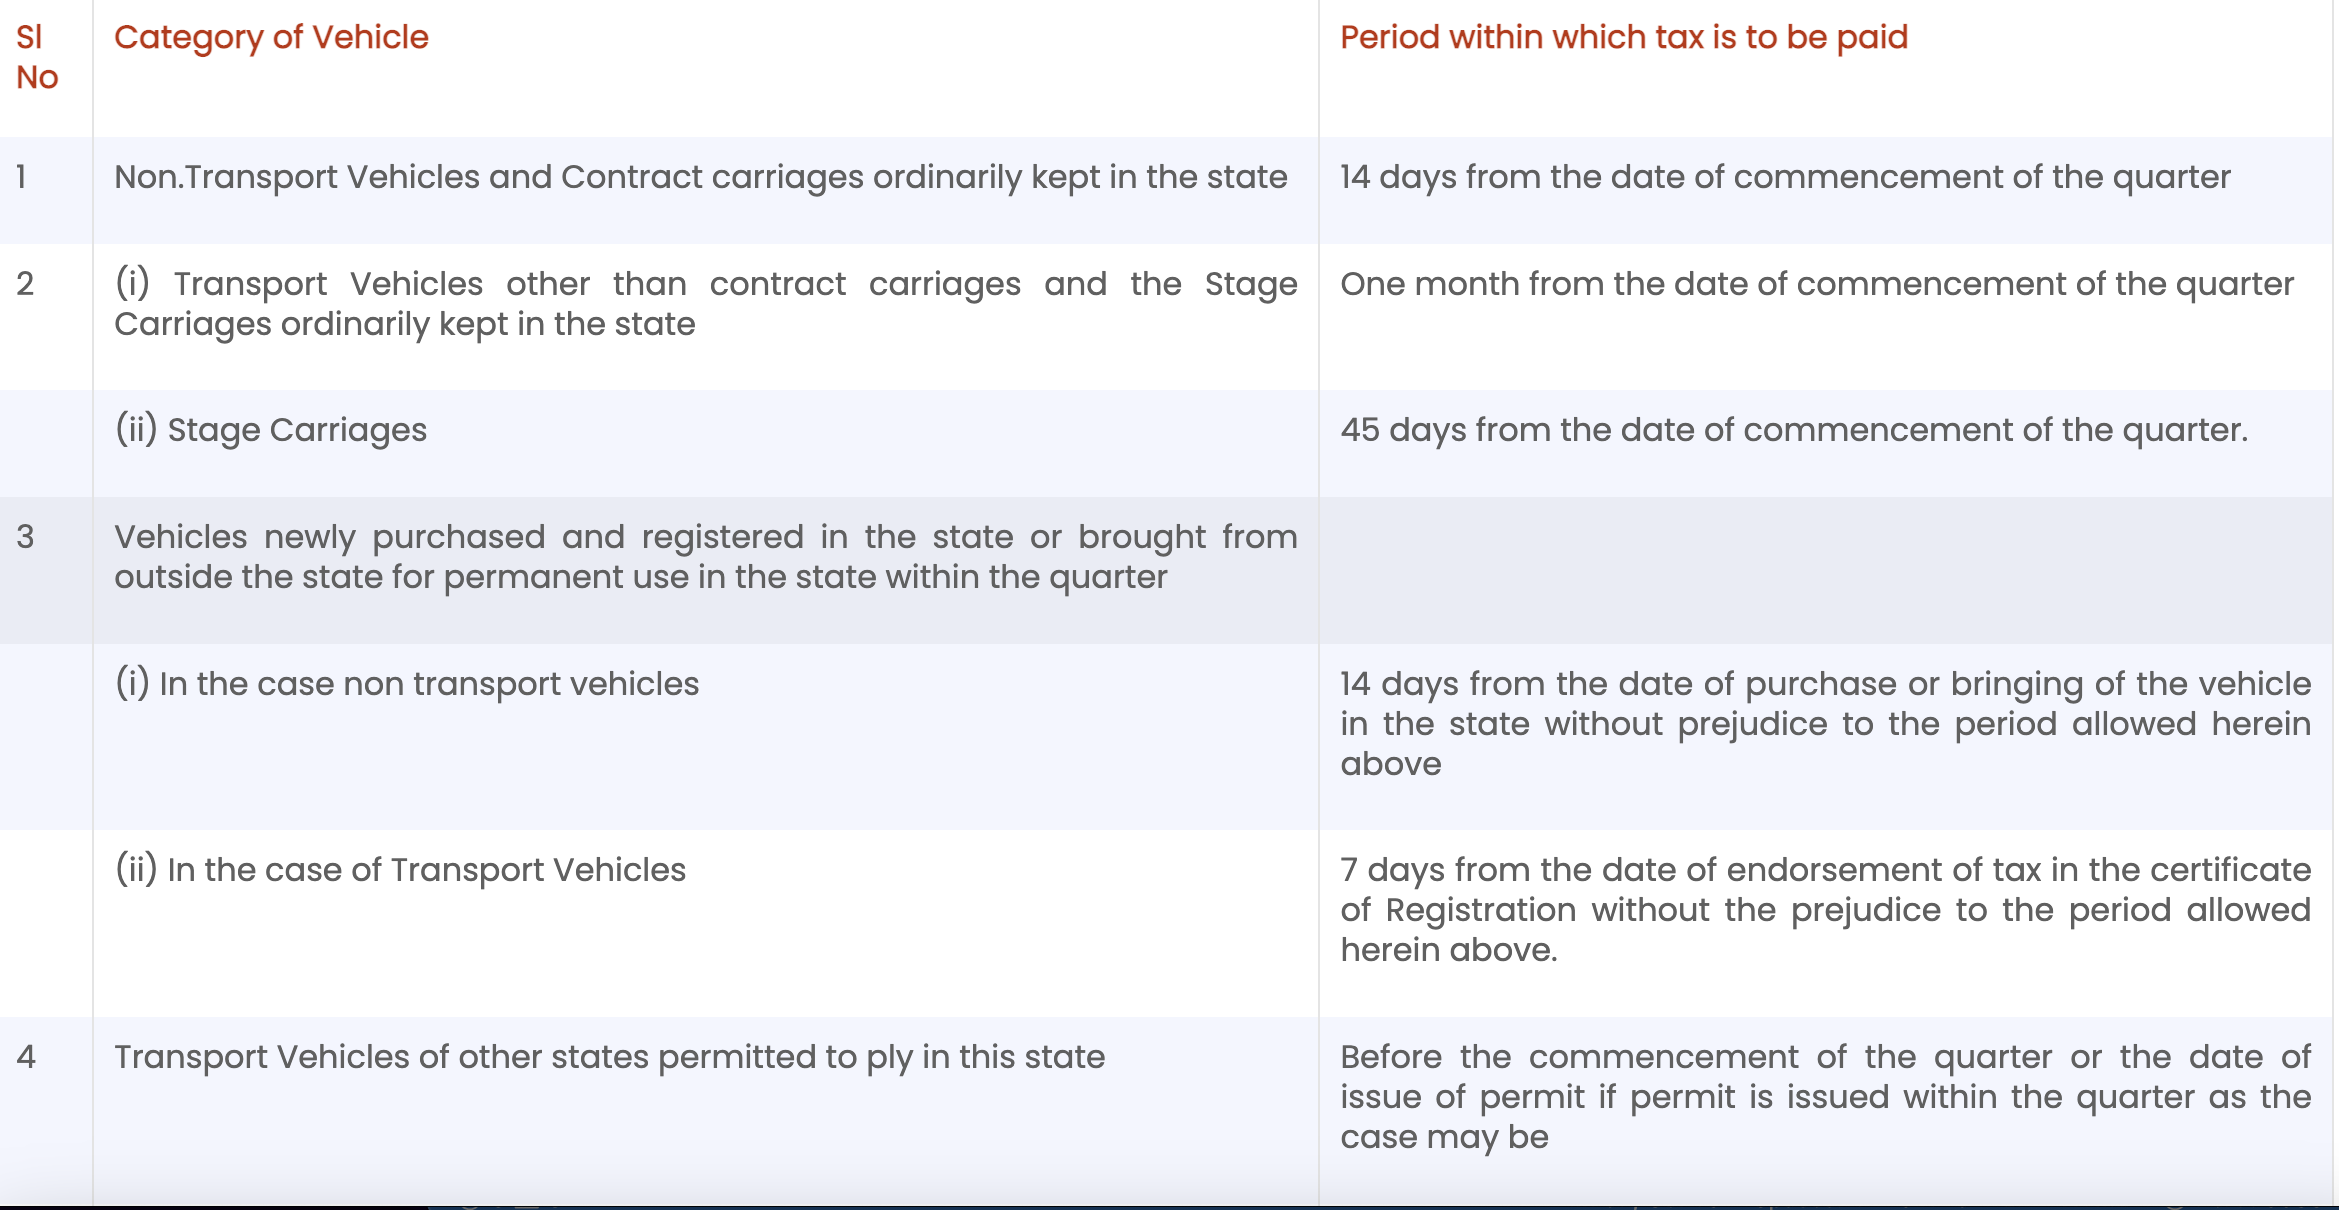 Sl
No
Category of Vehicle
Period within which tax is to be paid
1
Non.Transport Vehicles and Contract carriages ordinarily kept in the state
14 days from the date of commencement of the quarter
2
(i) Transport Vehicles other than contract carriages and the Stage
Carriages ordinarily kept in the state
One month from the date of commencement of the quarter
(ii) Stage Carriages
45 days from the date of commencement of the quarter.
3
Vehicles newly purchased and registered in the state or brought from
outside the state for permanent use in the state within the quarter
(i) In the case non transport vehicles
14 days from the date of purchase or bringing of the vehicle
in the state without prejudice to the period allowed herein
above
(ii) In the case of Transport Vehicles
7 days from the date of endorsement of tax in the certificate
of Registration without the prejudice to the period allowed
herein above.
4
Transport Vehicles of other states permitted to ply in this state
Before the commencement of the quarter or the date of
issue of permit if permit is issued within the quarter as the
case may be